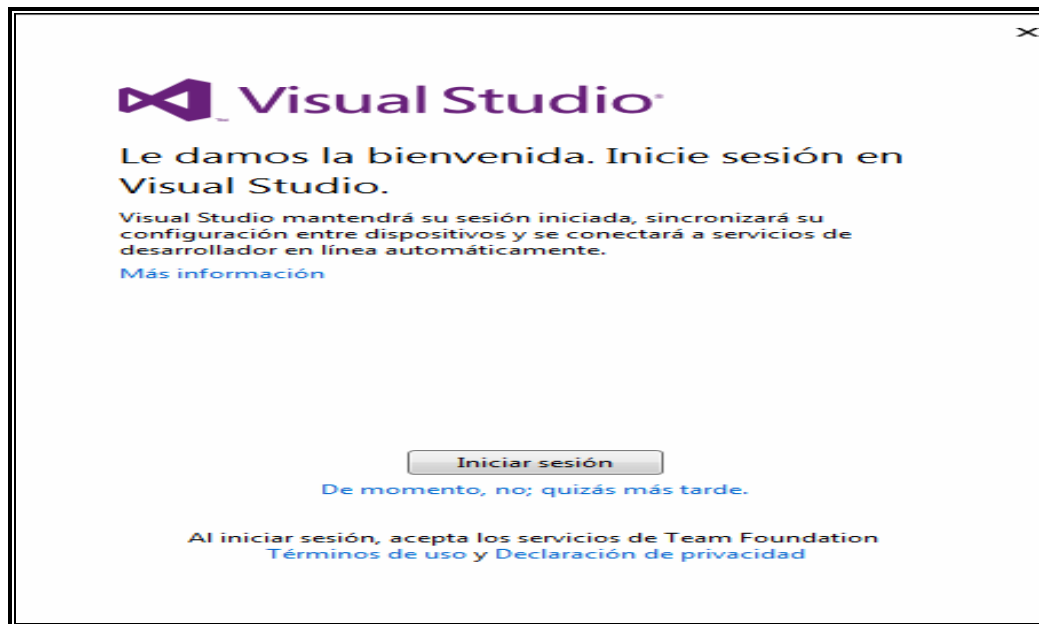 Visual Studio
Le damos la bienvenida. Inicie sesión en
Visual Studio.
Visual Studio mantendrá su sesión iniciada, sincronizará su
configuración entre dispositivos y se conectará a servicios de
desarrollador en línea automáticamente.
Más información
Iniciar sesión
De momento, no; quizás más tarde.
Al iniciar sesión, acepta los servicios de Team Foundation
Términos de uso y Declaración de privacidad